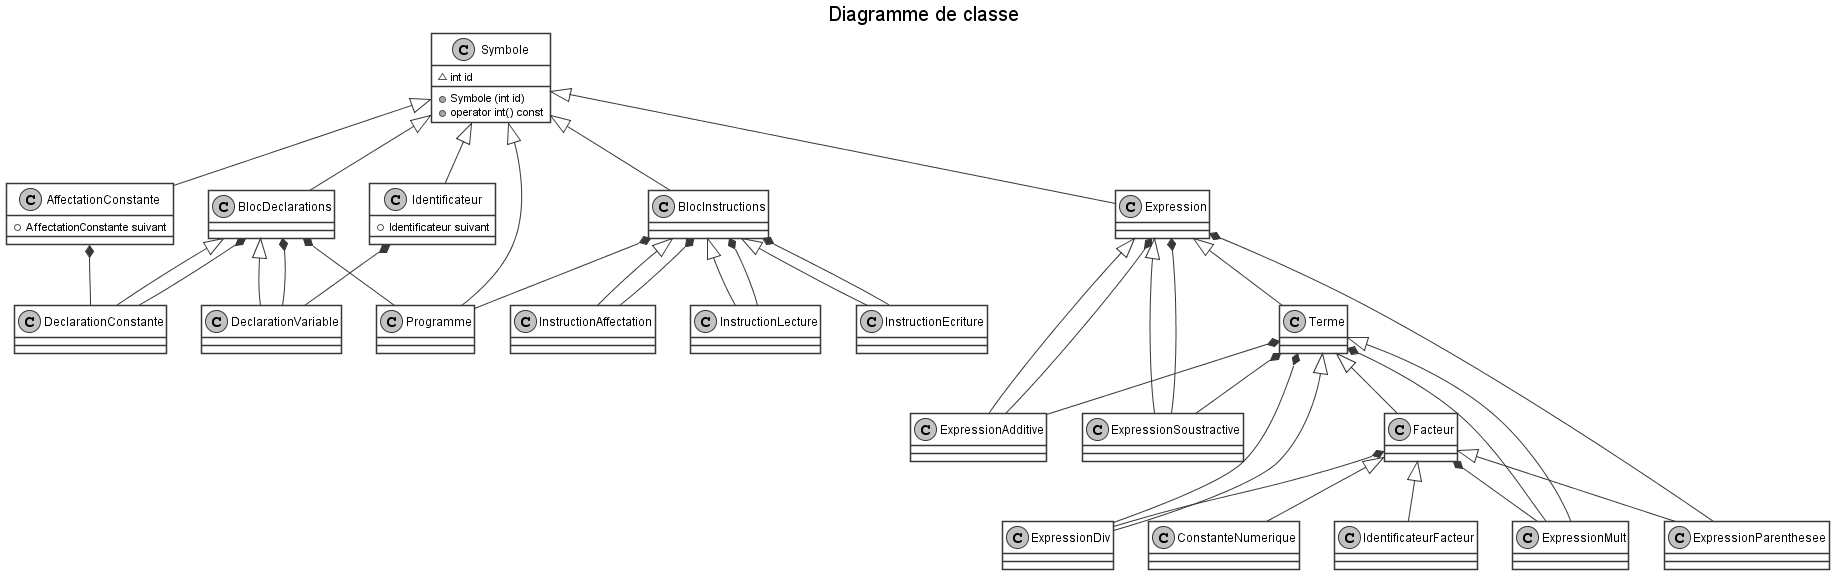 Diagramme de classe
C Symbole
int id
Symbole (int id)
operator int() const
C AffectationConstante
AffectationConstante suivant
C BlocDeclarations
C Identificateur
Identificateur suivant
C BlocInstructions
C Expression
C DeclarationConstante
C DeclarationVariable
C Programme
C InstructionAffectation
C InstructionLecture
C InstructionEcriture
C Terme
C ExpressionAdditive
C ExpressionSoustractive
C Facteur
C ExpressionDiv
C ConstanteNumerique
C IdentificateurFacteur
C ExpressionMult
C ExpressionParenthesee